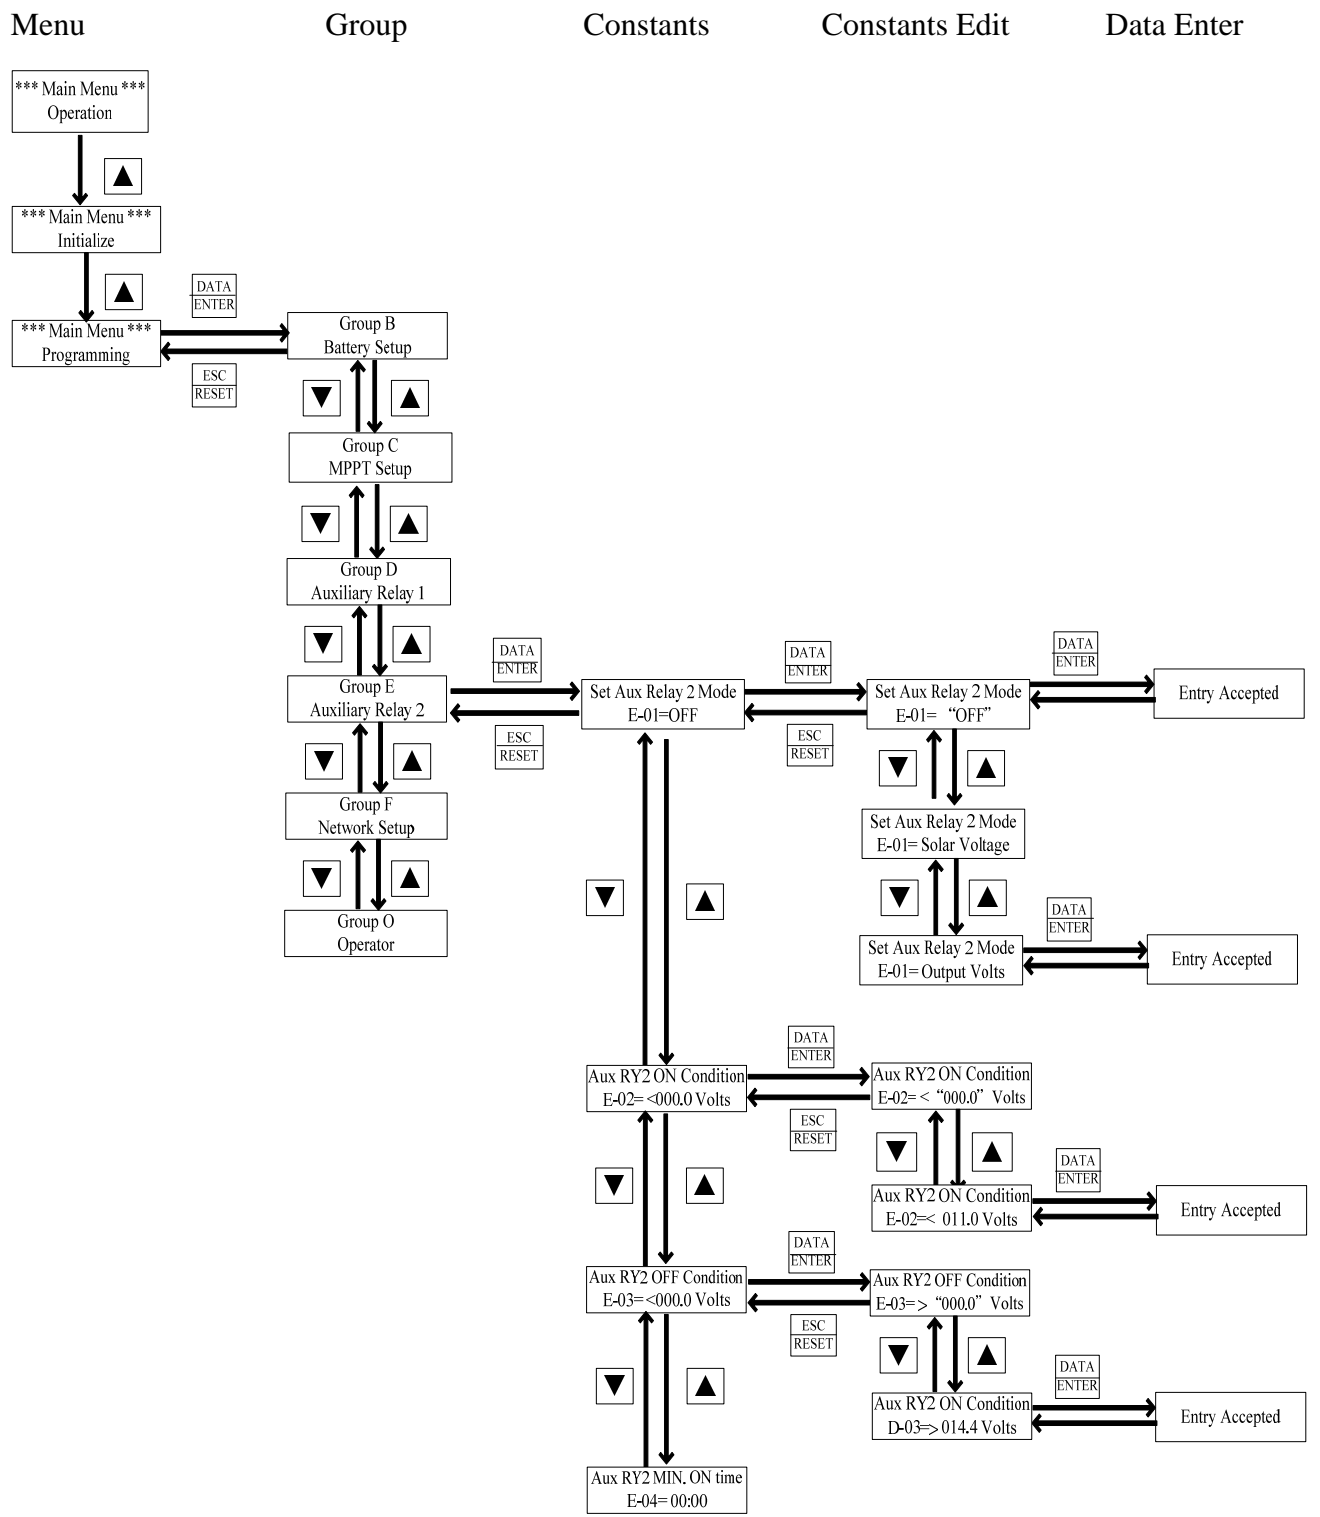 Menu Group Constants Constants Edit Data Enter
*** Main Menu ***
Operation
*** Main Menu ***
Initialize
DATA
ENTER
*** Main Menu ***
Programming
ESC
RESET
Group B
Battery Setup
Group C
MPPT Setup
Group D
Auxiliary Relay 1
Group E
Auxiliary Relay 2
Group F
Network Setup
Group O
Operator
DATA
ENTER
ESC
RESET
Set Aux Relay 2 Mode
E-01=OFF
DATA
ENTER
ESC
RESET
Set Aux Relay 2 Mode
E-01= “OFF”
DATA
ENTER
Entry Accepted
Set Aux Relay 2 Mode
E-01= Solar Voltage
Set Aux Relay 2 Mode
E-01= Output Volts
DATA
ENTER
Entry Accepted
Aux RY2 ON Condition
E-02= <000.0 Volts
DATA
ENTER
ESC
RESET
Aux RY2 ON Condition
E-02= < “000.0” Volts
Aux RY2 ON Condition
E-02=< 011.0 Volts
DATA
ENTER
Entry Accepted
Aux RY2 OFF Condition
E-03=<000.0 Volts
DATA
ENTER
ESC
RESET
Aux RY2 OFF Condition
E-03=> “000.0” Volts
Aux RY2 ON Condition
D-03=>014.4 Volts
DATA
ENTER
Entry Accepted
Aux RY2 MIN. ON time
E-04= 00:00